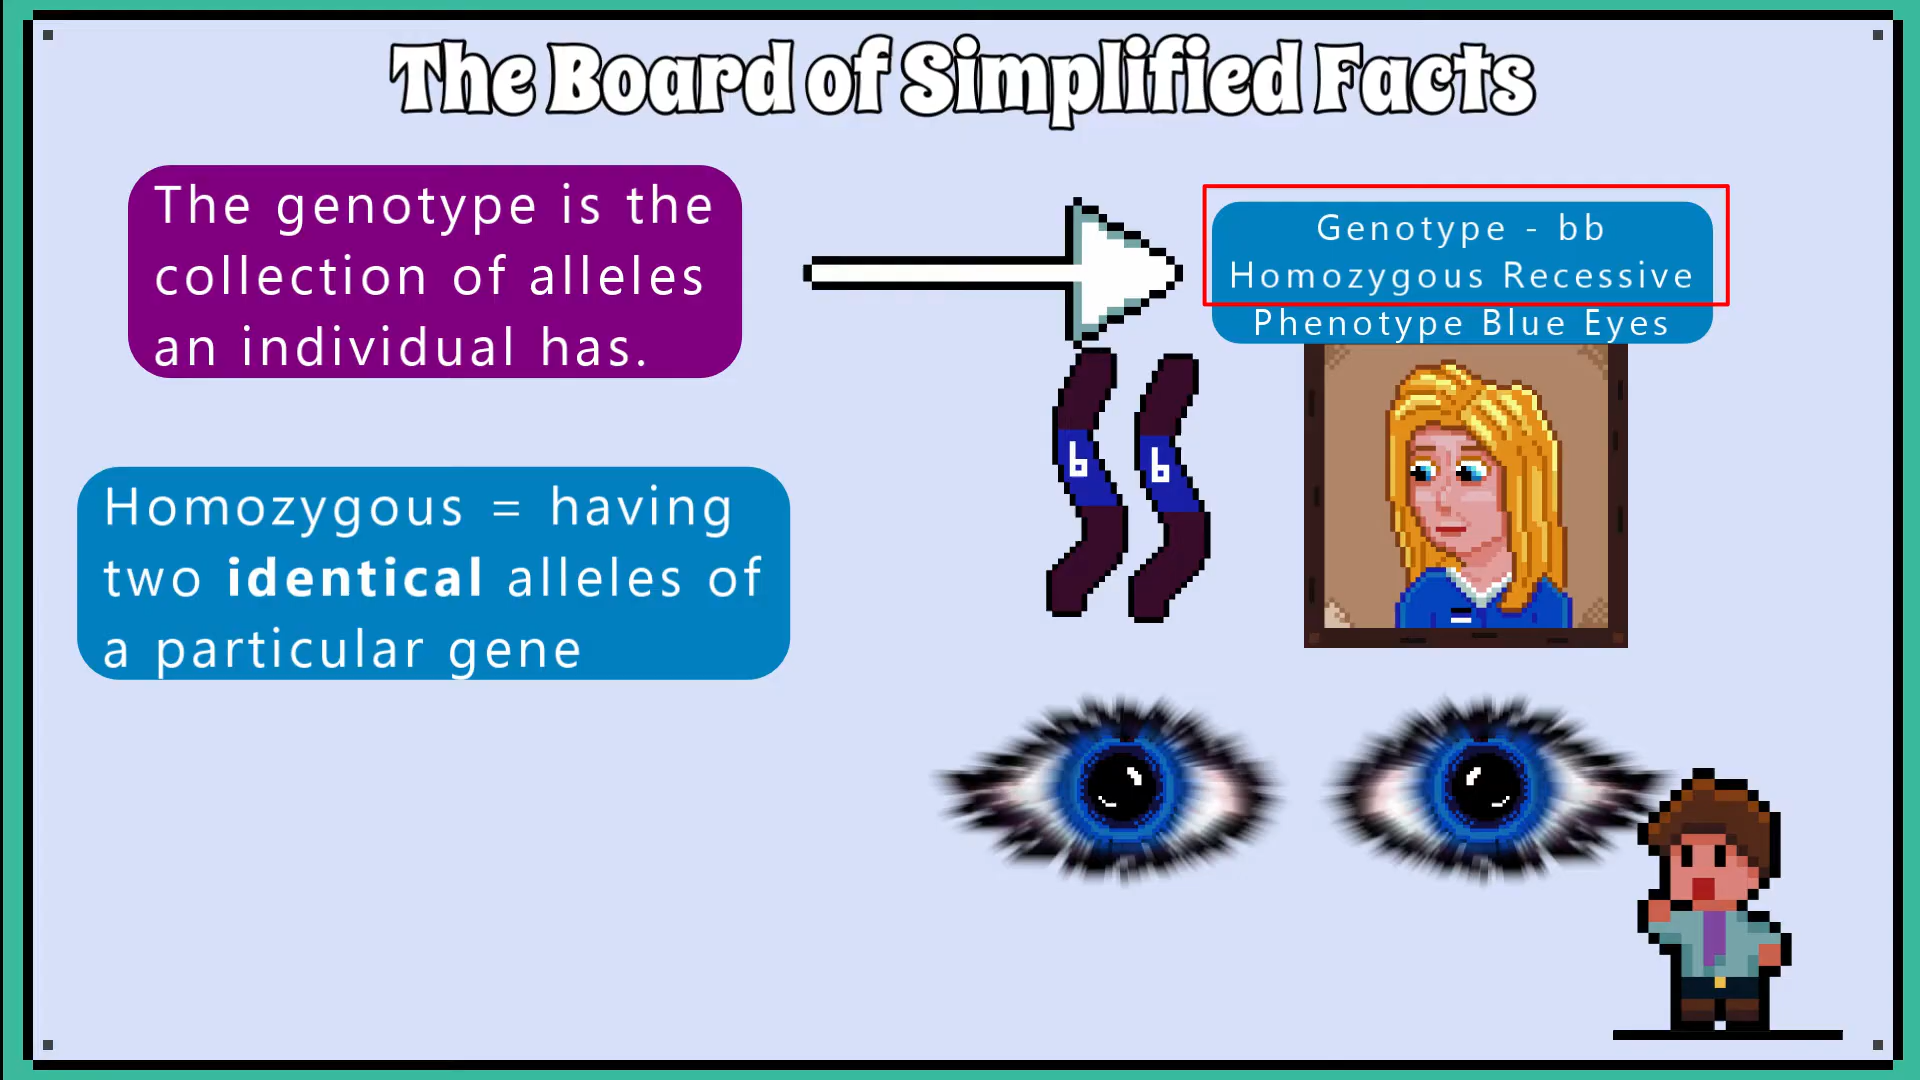 The Board of Simplified Facts
The genotype is the
collection of alleles
an individual has.
Genotype - bb
Homozygous Recessive
Phenotype Blue Eyes
b b
Homozygous = having
two identical alleles of
a particular gene